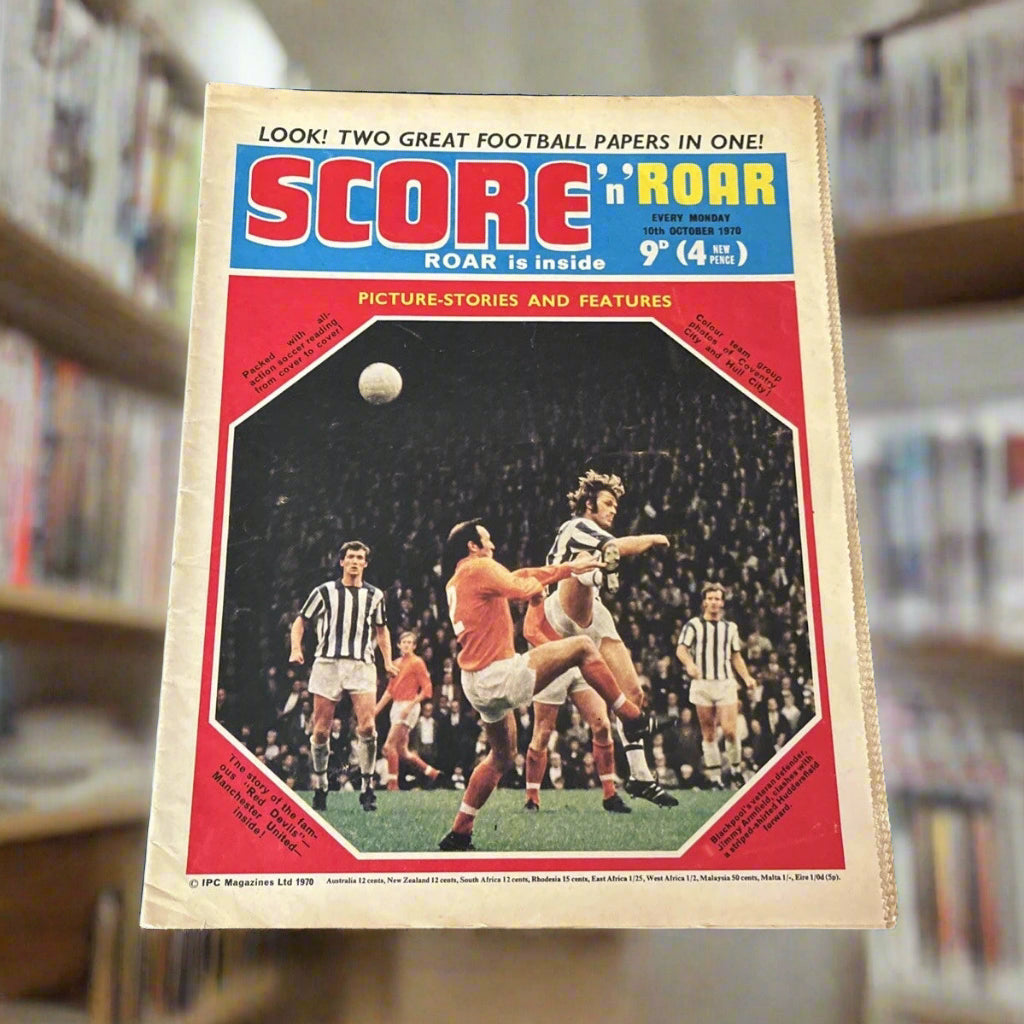 LOOK! TWO GREAT FOOTBALL PAPERS IN ONE!
SCORE 'n' ROAR
EVERY MONDAY
10th OCTOBER 1970
9D (4 NEW PENCE)
ROAR is inside
PICTURE-STORIES AND FEATURES
Packed with all-
action soccer reading
from cover to cover!
Colour team group
photos of Coventry
City and Hull City!
2
The story of the fam-
ous "Red Devils"—
Manchester United—
inside!
Blackpool's veteran defender,
Jimmy Armfield, clashes with
a striped-shirted Huddersfield
forward.
© IPC Magazines Ltd 1970 Australia 12 cents, New Zealand 12 cents, South Africa 12 cents, Rhodesia 15 cents, East Africa 1/25, West Africa 1/2, Malaysia 50 cents, Malta 1/-, Eire 1/0d (5p).